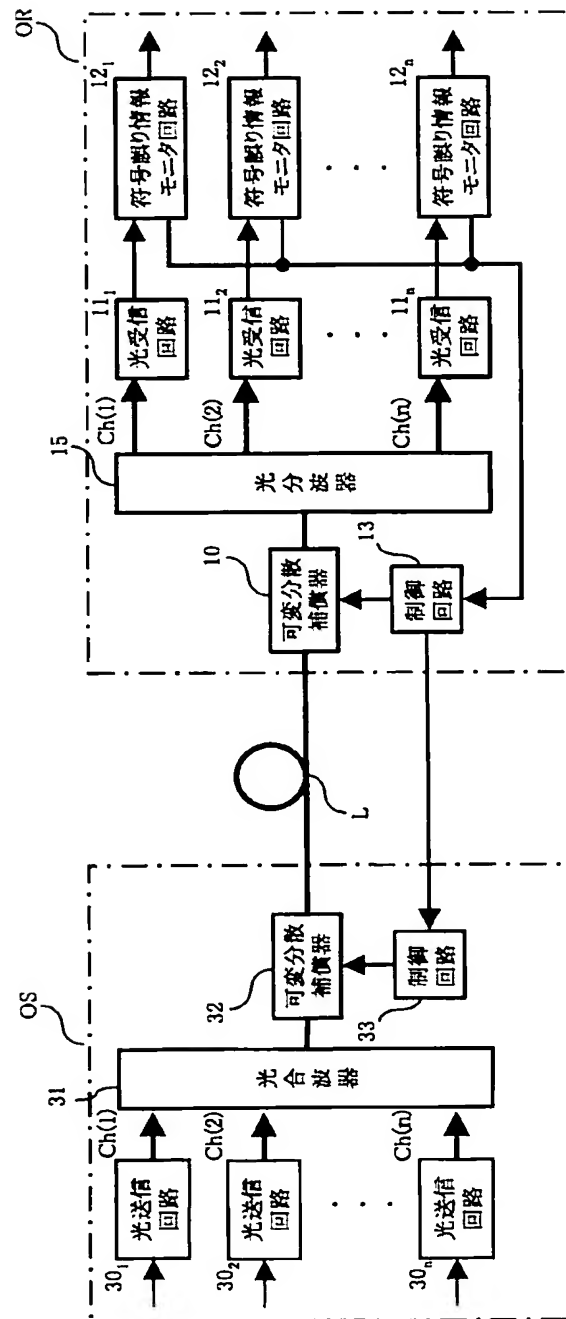 OS
31
30₁
光送信
回路
Ch(1)
30₂
光送信
回路
Ch(2)
30ₙ
光送信
回路
Ch(n)
光合波器
32
可変分散
補償器
制御
回路
33
L
OR
10
可変分散
補償器
13
制御
回路
15
光分波器
Ch(1)
11₁
光受信
回路
12₁
符号誤り情報
モニタ回路
Ch(2)
11₂
光受信
回路
12₂
符号誤り情報
モニタ回路
Ch(n)
11ₙ
光受信
回路
12ₙ
符号誤り情報
モニタ回路